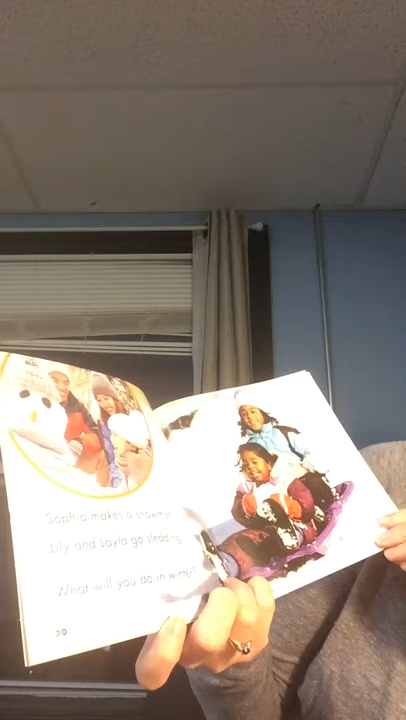 Sophia makes a snowman.
Lily and Layla go sledding.
What will you do in winter?
20